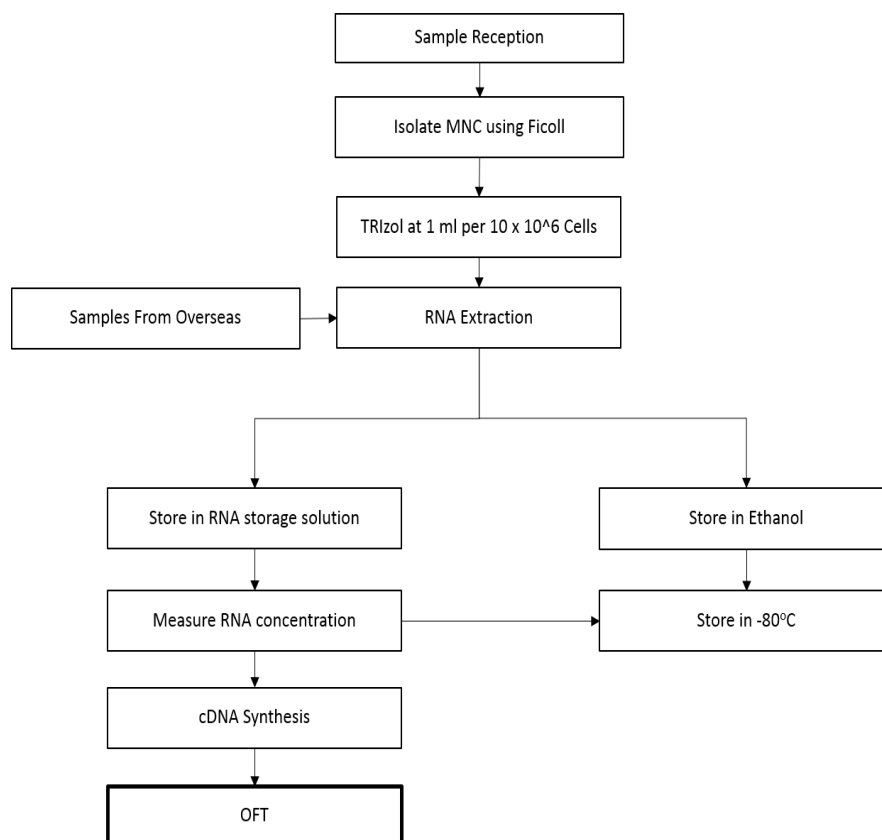 Sample Reception
Isolate MNC using Ficoll
TRIzol at 1 ml per 10 x 10^6 Cells
Samples From Overseas
RNA Extraction
Store in RNA storage solution
Store in Ethanol
Measure RNA concentration
Store in -80⁰C
cDNA Synthesis
OFT